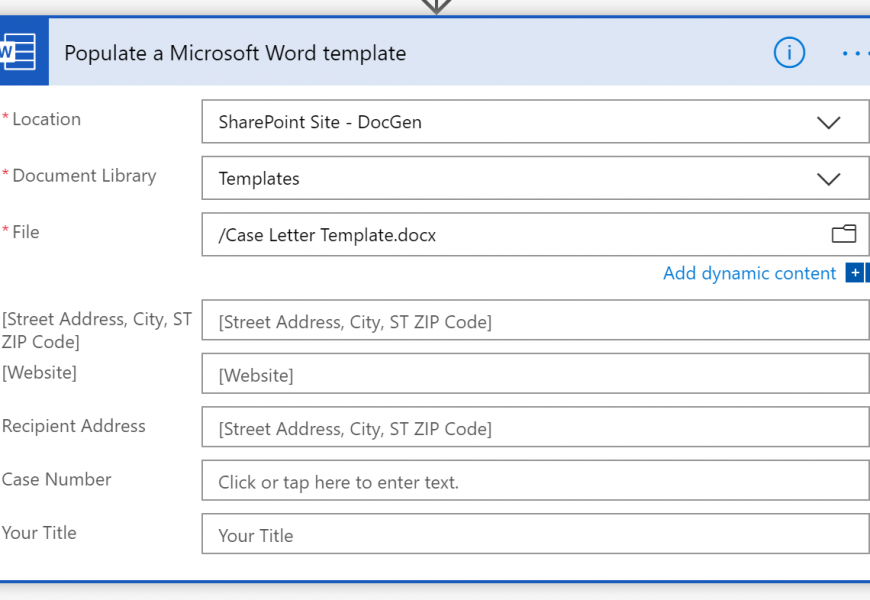 W
Populate a Microsoft Word template
i
...
* Location
SharePoint Site - DocGen
* Document Library
Templates
* File
/Case Letter Template.docx
Add dynamic content +
[Street Address, City, ST
ZIP Code]
[Street Address, City, ST ZIP Code]
[Website]
[Website]
Recipient Address
[Street Address, City, ST ZIP Code]
Case Number
Click or tap here to enter text.
Your Title
Your Title